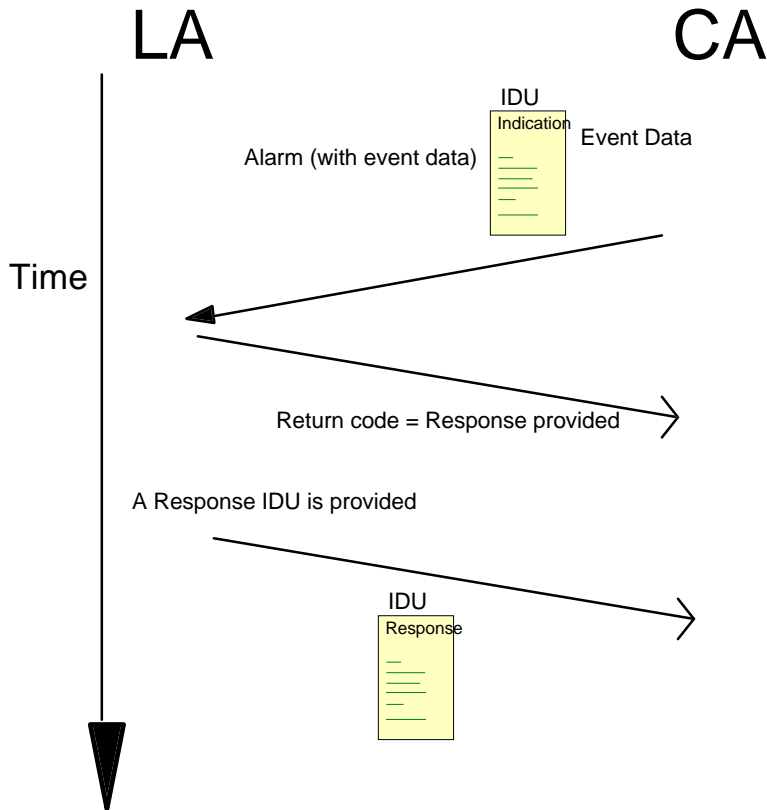 LA
CA
IDU
Indication
Event Data
Alarm (with event data)
Time
Return code = Response provided
A Response IDU is provided
IDU
Response